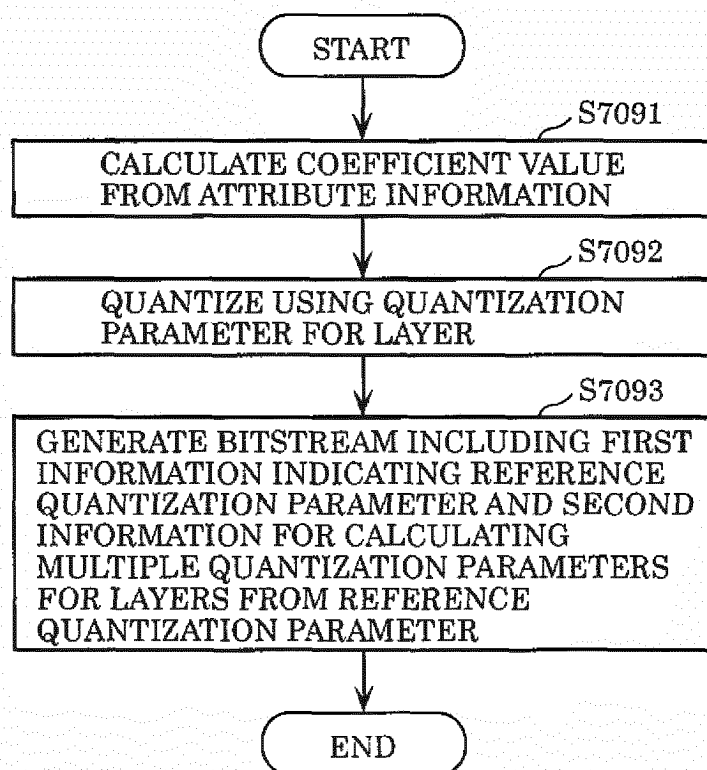 START
S7091
CALCULATE COEFFICIENT VALUE
FROM ATTRIBUTE INFORMATION
S7092
QUANTIZE USING QUANTIZATION
PARAMETER FOR LAYER
S7093
GENERATE BITSTREAM INCLUDING FIRST
INFORMATION INDICATING REFERENCE
QUANTIZATION PARAMETER AND SECOND
INFORMATION FOR CALCULATING
MULTIPLE QUANTIZATION PARAMETERS
FOR LAYERS FROM REFERENCE
QUANTIZATION PARAMETER
END